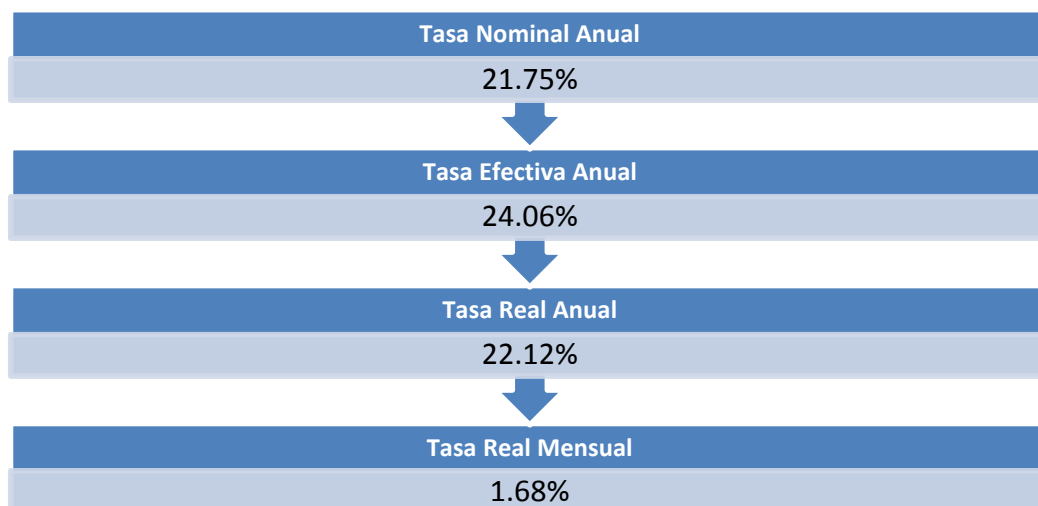 Tasa Nominal Anual
21.75%
Tasa Efectiva Anual
24.06%
Tasa Real Anual
22.12%
Tasa Real Mensual
1.68%